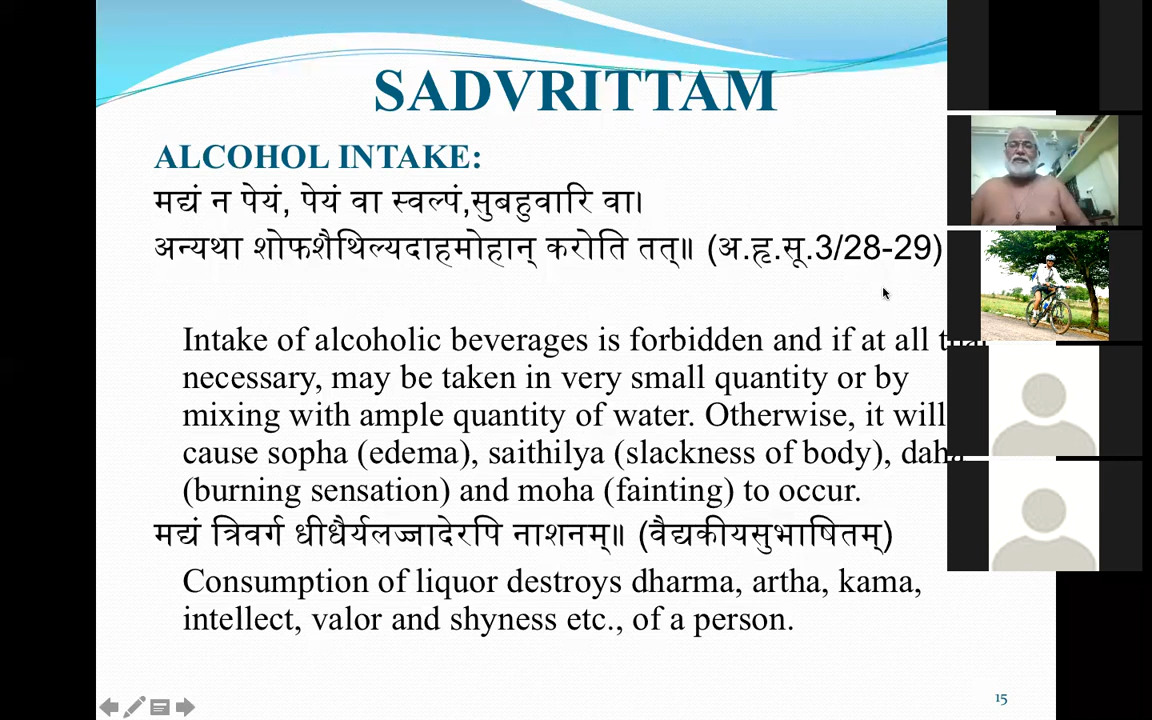 SADVRITTAM
ALCOHOL INTAKE:
मद्यं न पेयं, पेयं वा स्वल्पं,सुबहुवारि वा।
अन्यथा शोफशैथिल्यदाहमोहान् करोति तत्॥ (अ.हृ.सू.3/28-29)
Intake of alcoholic beverages is forbidden and if at all
necessary, may be taken in very small quantity or by
mixing with ample quantity of water. Otherwise, it will
cause sopha (edema), saithilya (slackness of body), daha
(burning sensation) and moha (fainting) to occur.
मद्यं त्रिवर्ग धीधैर्यलज्जादेरपि नाशनम्॥ (वैद्यकीयसुभाषितम्)
Consumption of liquor destroys dharma, artha, kama,
intellect, valor and shyness etc., of a person.
15